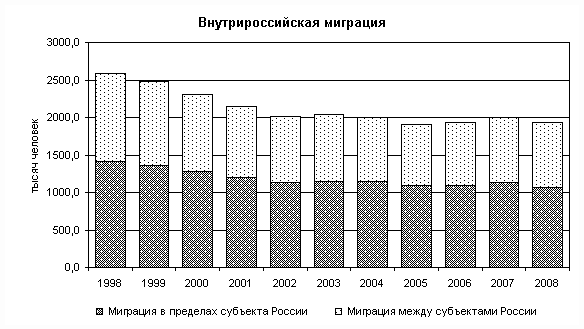 Внутрироссийская миграция
тысяч человек
3000,0
2500,0
2000,0
1500,0
1000,0
500,0
0,0
1998 1999 2000 2001 2002 2003 2004 2005 2006 2007 2008
Миграция в пределах субъекта России Миграция между субъектами России